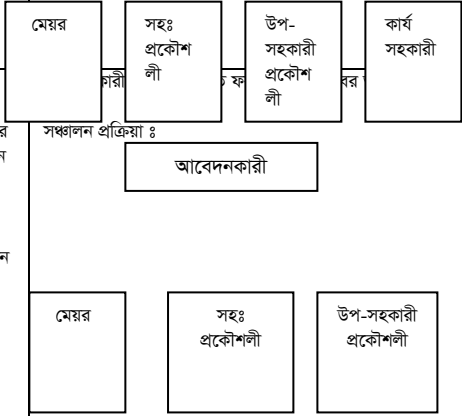 মেয়র
সহঃ
প্রকৌশ
লী
উপ-
সহকারী
প্রকৌশ
লী
কার্য
সহকারী
সঞ্চালন প্রক্রিয়া ঃ
আবেদনকারী
মেয়র
সহঃ
প্রকৌশলী
উপ-সহকারী
প্রকৌশলী